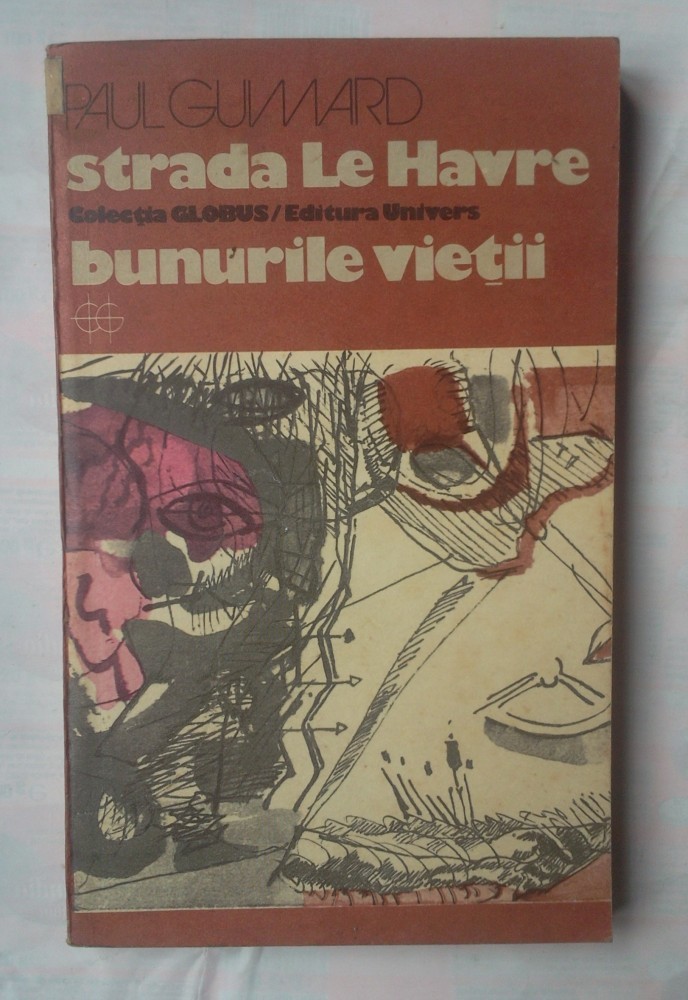 PAUL GUIMARD
strada Le Havre
Colecția GLOBUS/Editura Univers
bunurile vieții